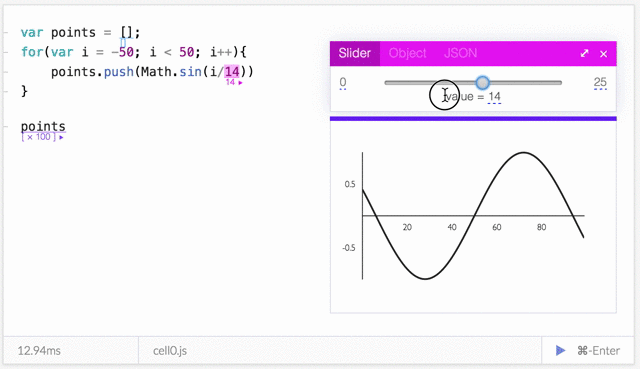 var points = [];
[]
for(var i = -50; i < 50; i++){
points.push(Math.sin(i/14))
14 ▸
}
points
[ × 100 ] ▸
Slider Object JSON
0 25
value = 14
0.5
-0.5
20 40 60 80
12.94ms cell0.js ⌘-Enter